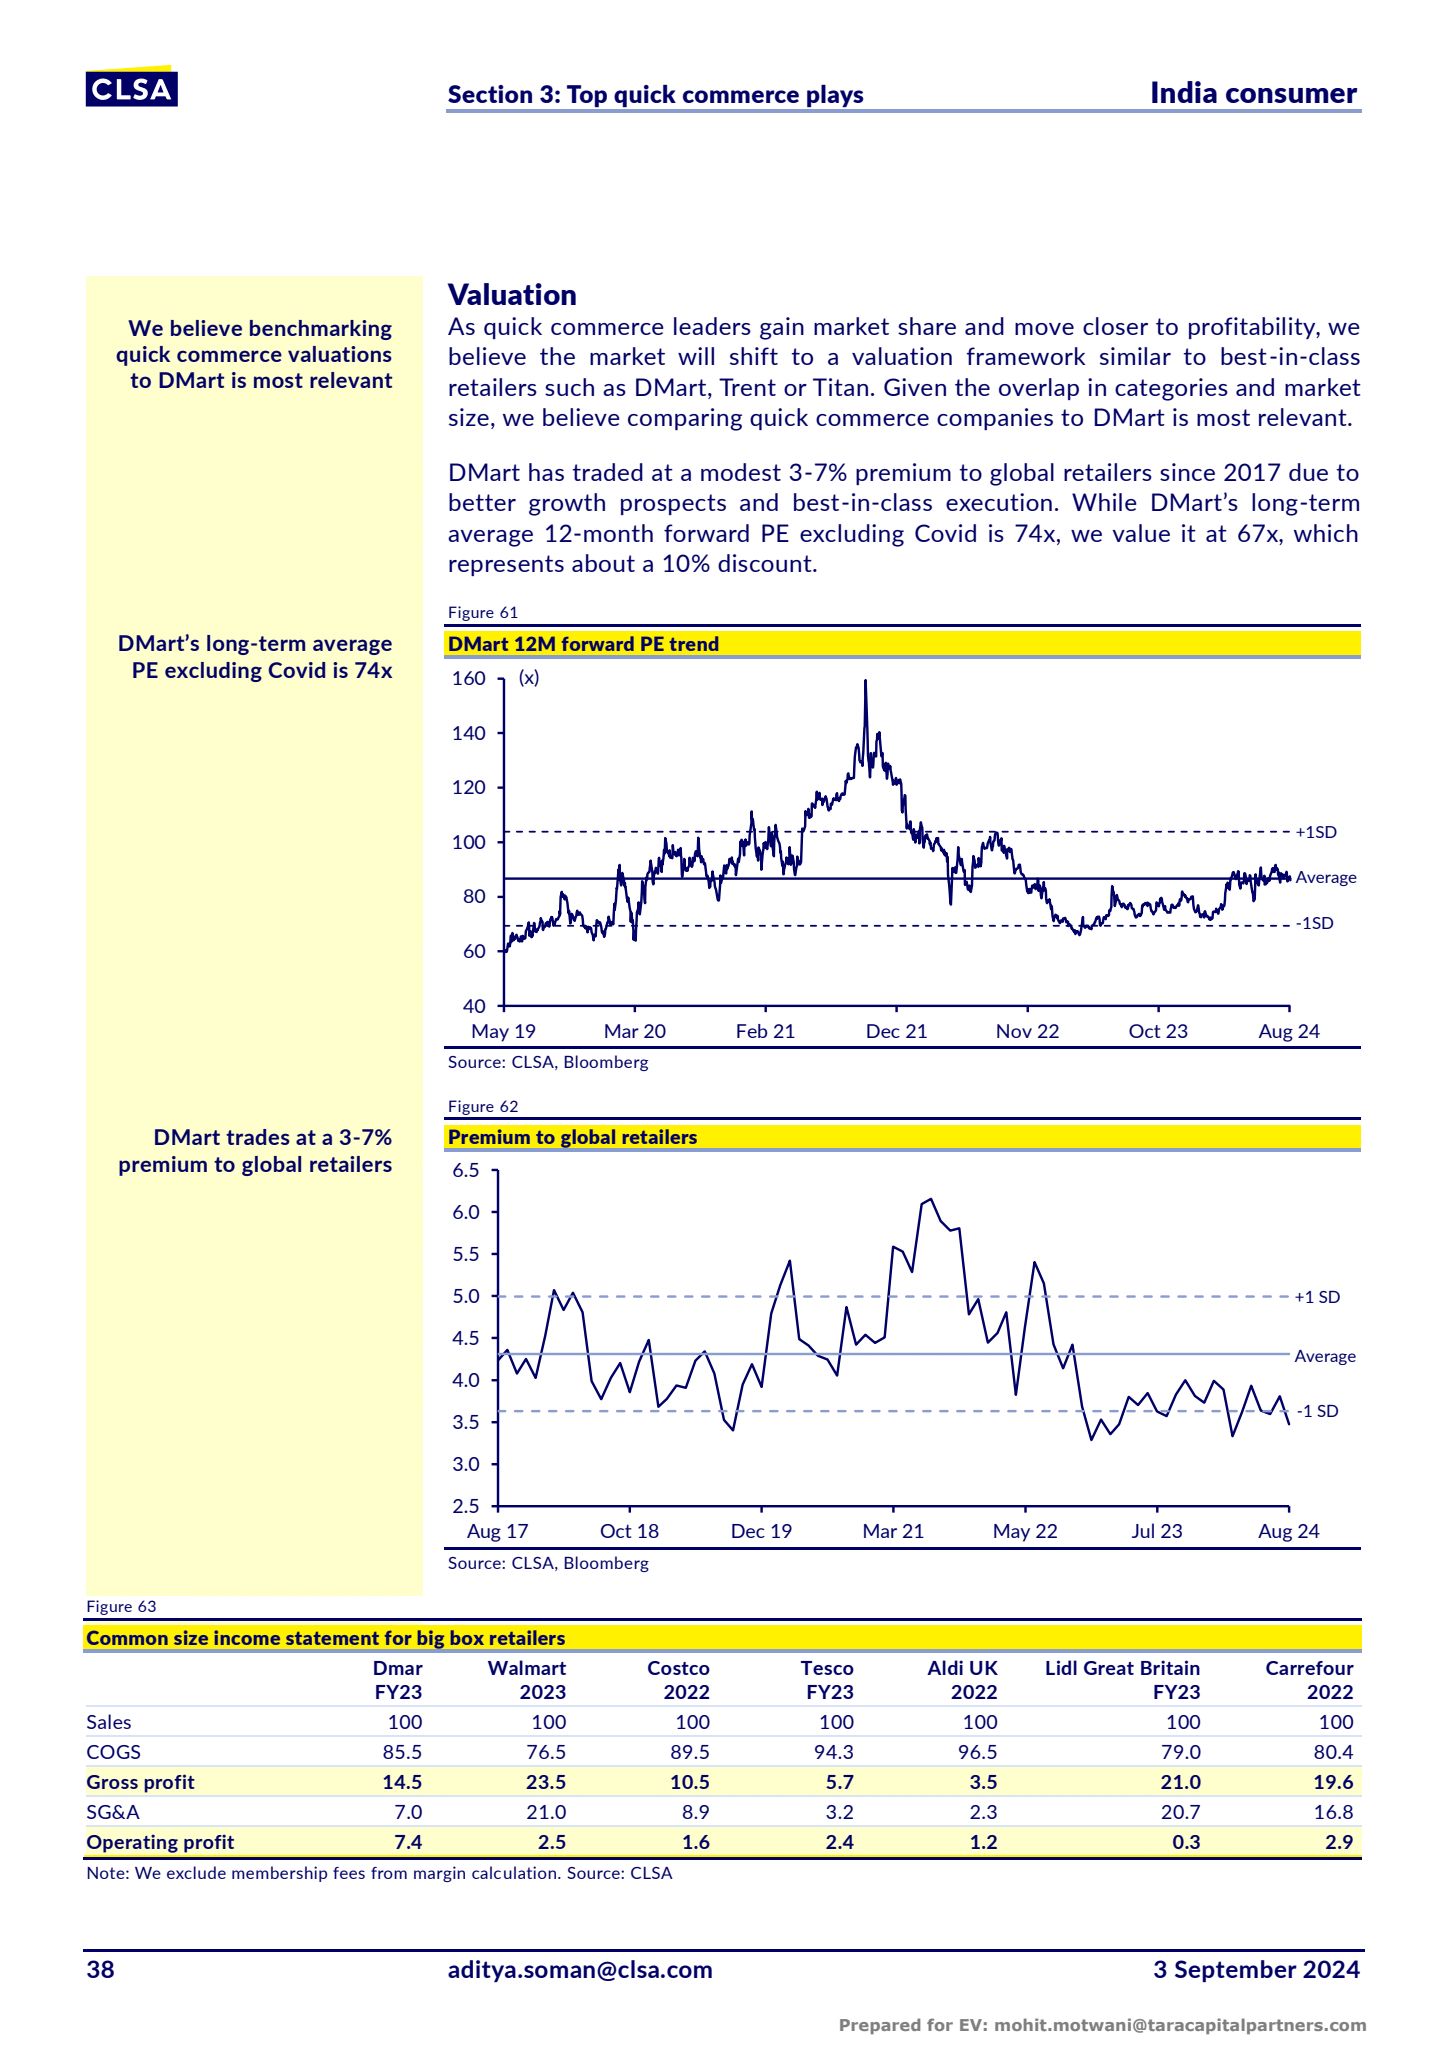 CLSA
Section 3: Top quick commerce plays
India consumer
We believe benchmarking
quick commerce valuations
to DMart is most relevant
Valuation
As quick commerce leaders gain market share and move closer to profitability, we
believe the market will shift to a valuation framework similar to best-in-class
retailers such as DMart, Trent or Titan. Given the overlap in categories and market
size, we believe comparing quick commerce companies to DMart is most relevant.
DMart has traded at a modest 3-7% premium to global retailers since 2017 due to
better growth prospects and best-in-class execution. While DMart’s long-term
average 12-month forward PE excluding Covid is 74x, we value it at 67x, which
represents about a 10% discount.
DMart’s long-term average
PE excluding Covid is 74x
Figure 61
DMart 12M forward PE trend
160 (x)
140
120
100
80
60
40
+1SD
Average
-1SD
May 19 Mar 20 Feb 21 Dec 21 Nov 22 Oct 23 Aug 24
Source: CLSA, Bloomberg
DMart trades at a 3-7%
premium to global retailers
Figure 62
Premium to global retailers
6.5
6.0
5.5
5.0
4.5
4.0
3.5
3.0
2.5
+1 SD
Average
-1 SD
Aug 17 Oct 18 Dec 19 Mar 21 May 22 Jul 23 Aug 24
Source: CLSA, Bloomberg
Figure 63
Common size income statement for big box retailers
Dmar Walmart Costco Tesco Aldi UK Lidl Great Britain Carrefour
FY23 2023 2022 FY23 2022 FY23 2022
Sales 100 100 100 100 100 100 100
COGS 85.5 76.5 89.5 94.3 96.5 79.0 80.4
Gross profit 14.5 23.5 10.5 5.7 3.5 21.0 19.6
SG&A 7.0 21.0 8.9 3.2 2.3 20.7 16.8
Operating profit 7.4 2.5 1.6 2.4 1.2 0.3 2.9
Note: We exclude membership fees from margin calculation. Source: CLSA
38 aditya.soman@clsa.com 3 September 2024
Prepared for EV: mohit.motwani@taracapitalpartners.com